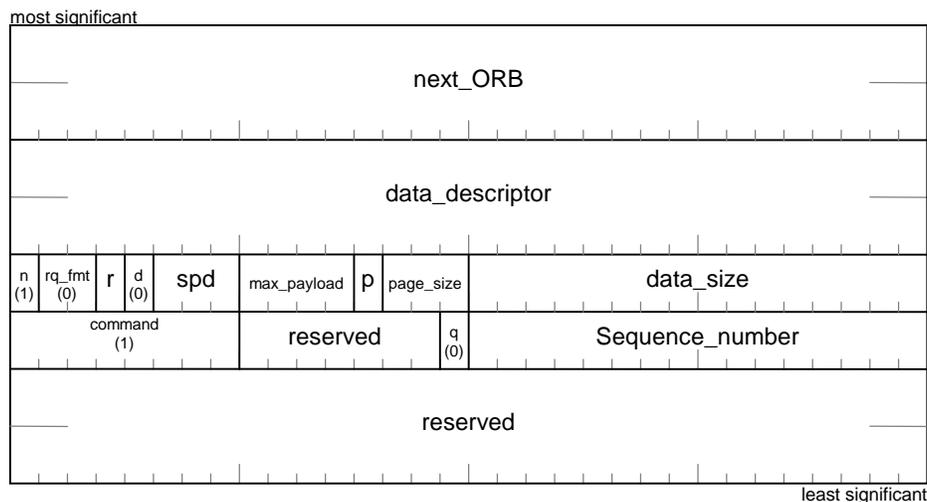 most significant
next_ORB
data_descriptor
n rq_fmt r d spd max_payload p page_size data_size
(1) (0) (0)
command reserved q Sequence_number
(1) (0)
reserved
least significant